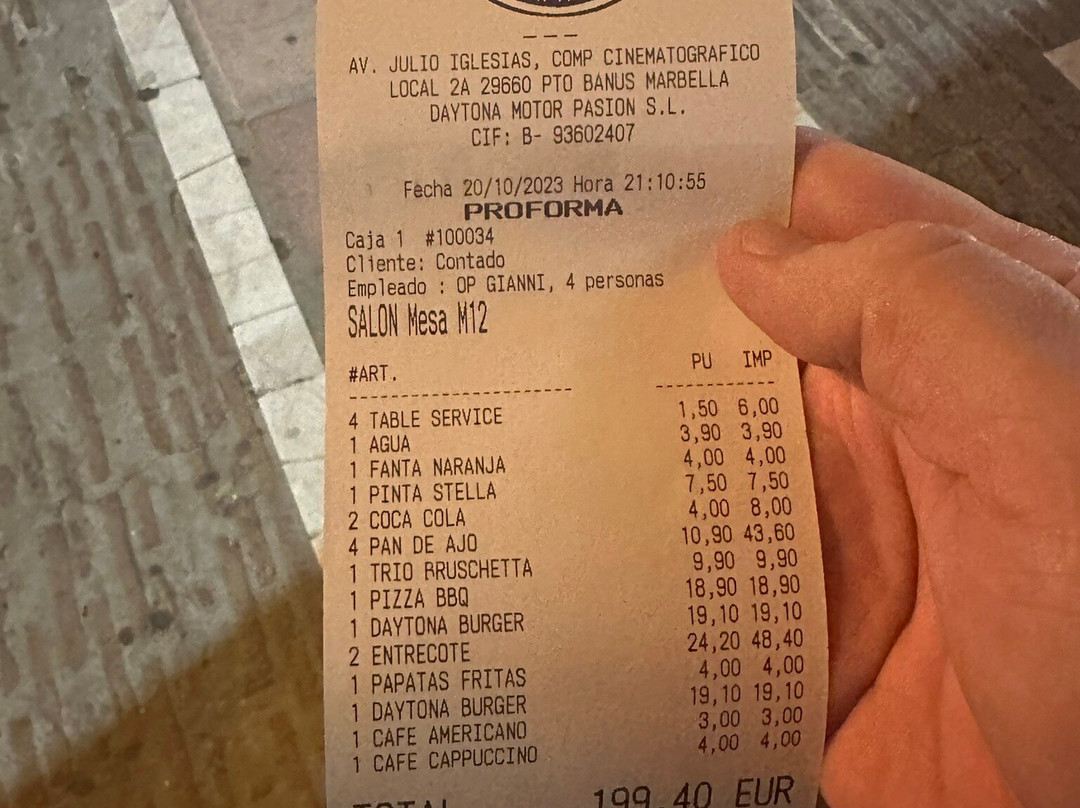 ---
AV. JULIO IGLESIAS, COMP CINEMATOGRAFICO
LOCAL 2A 29660 PTO BANUS MARBELLA
DAYTONA MOTOR PASION S.L.
CIF: B- 93602407
Fecha 20/10/2023 Hora 21:10:55
PROFORMA
Caja 1 #100034
Cliente: Contado
Empleado : OP GIANNI, 4 personas
SALON Mesa M12
#ART. PU IMP
4 TABLE SERVICE 1,50 6,00
1 AGUA 3,90 3,90
1 FANTA NARANJA 4,00 4,00
1 PINTA STELLA 7,50 7,50
2 COCA COLA 4,00 8,00
4 PAN DE AJO 10,90 43,60
1 TRIO BRUSCHETTA 9,90 9,90
1 PIZZA BBQ 18,90 18,90
1 DAYTONA BURGER 19,10 19,10
2 ENTRECOTE 24,20 48,40
1 PAPATAS FRITAS 4,00 4,00
1 DAYTONA BURGER 19,10 19,10
1 CAFE AMERICANO 3,00 3,00
1 CAFE CAPPUCCINO 4,00 4,00
TOTAL 199,40 EUR